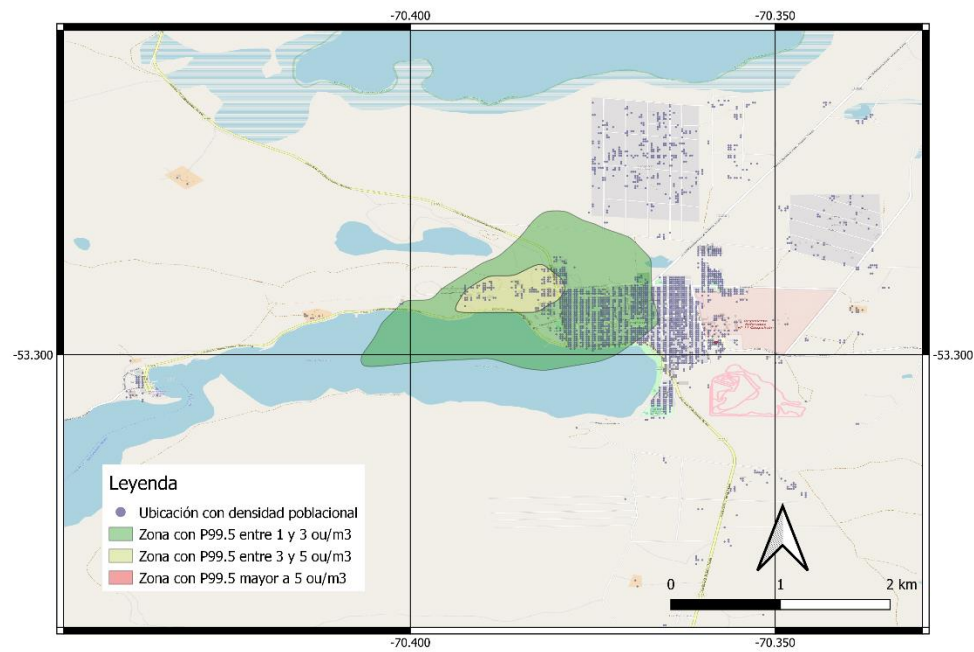 -70.400 -70.350
-53.300 -53.300
Leyenda
Ubicación con densidad poblacional
Zona con P99.5 entre 1 y 3 ou/m3
Zona con P99.5 entre 3 y 5 ou/m3
Zona con P99.5 mayor a 5 ou/m3
0 1 2 km
-70.400 -70.350